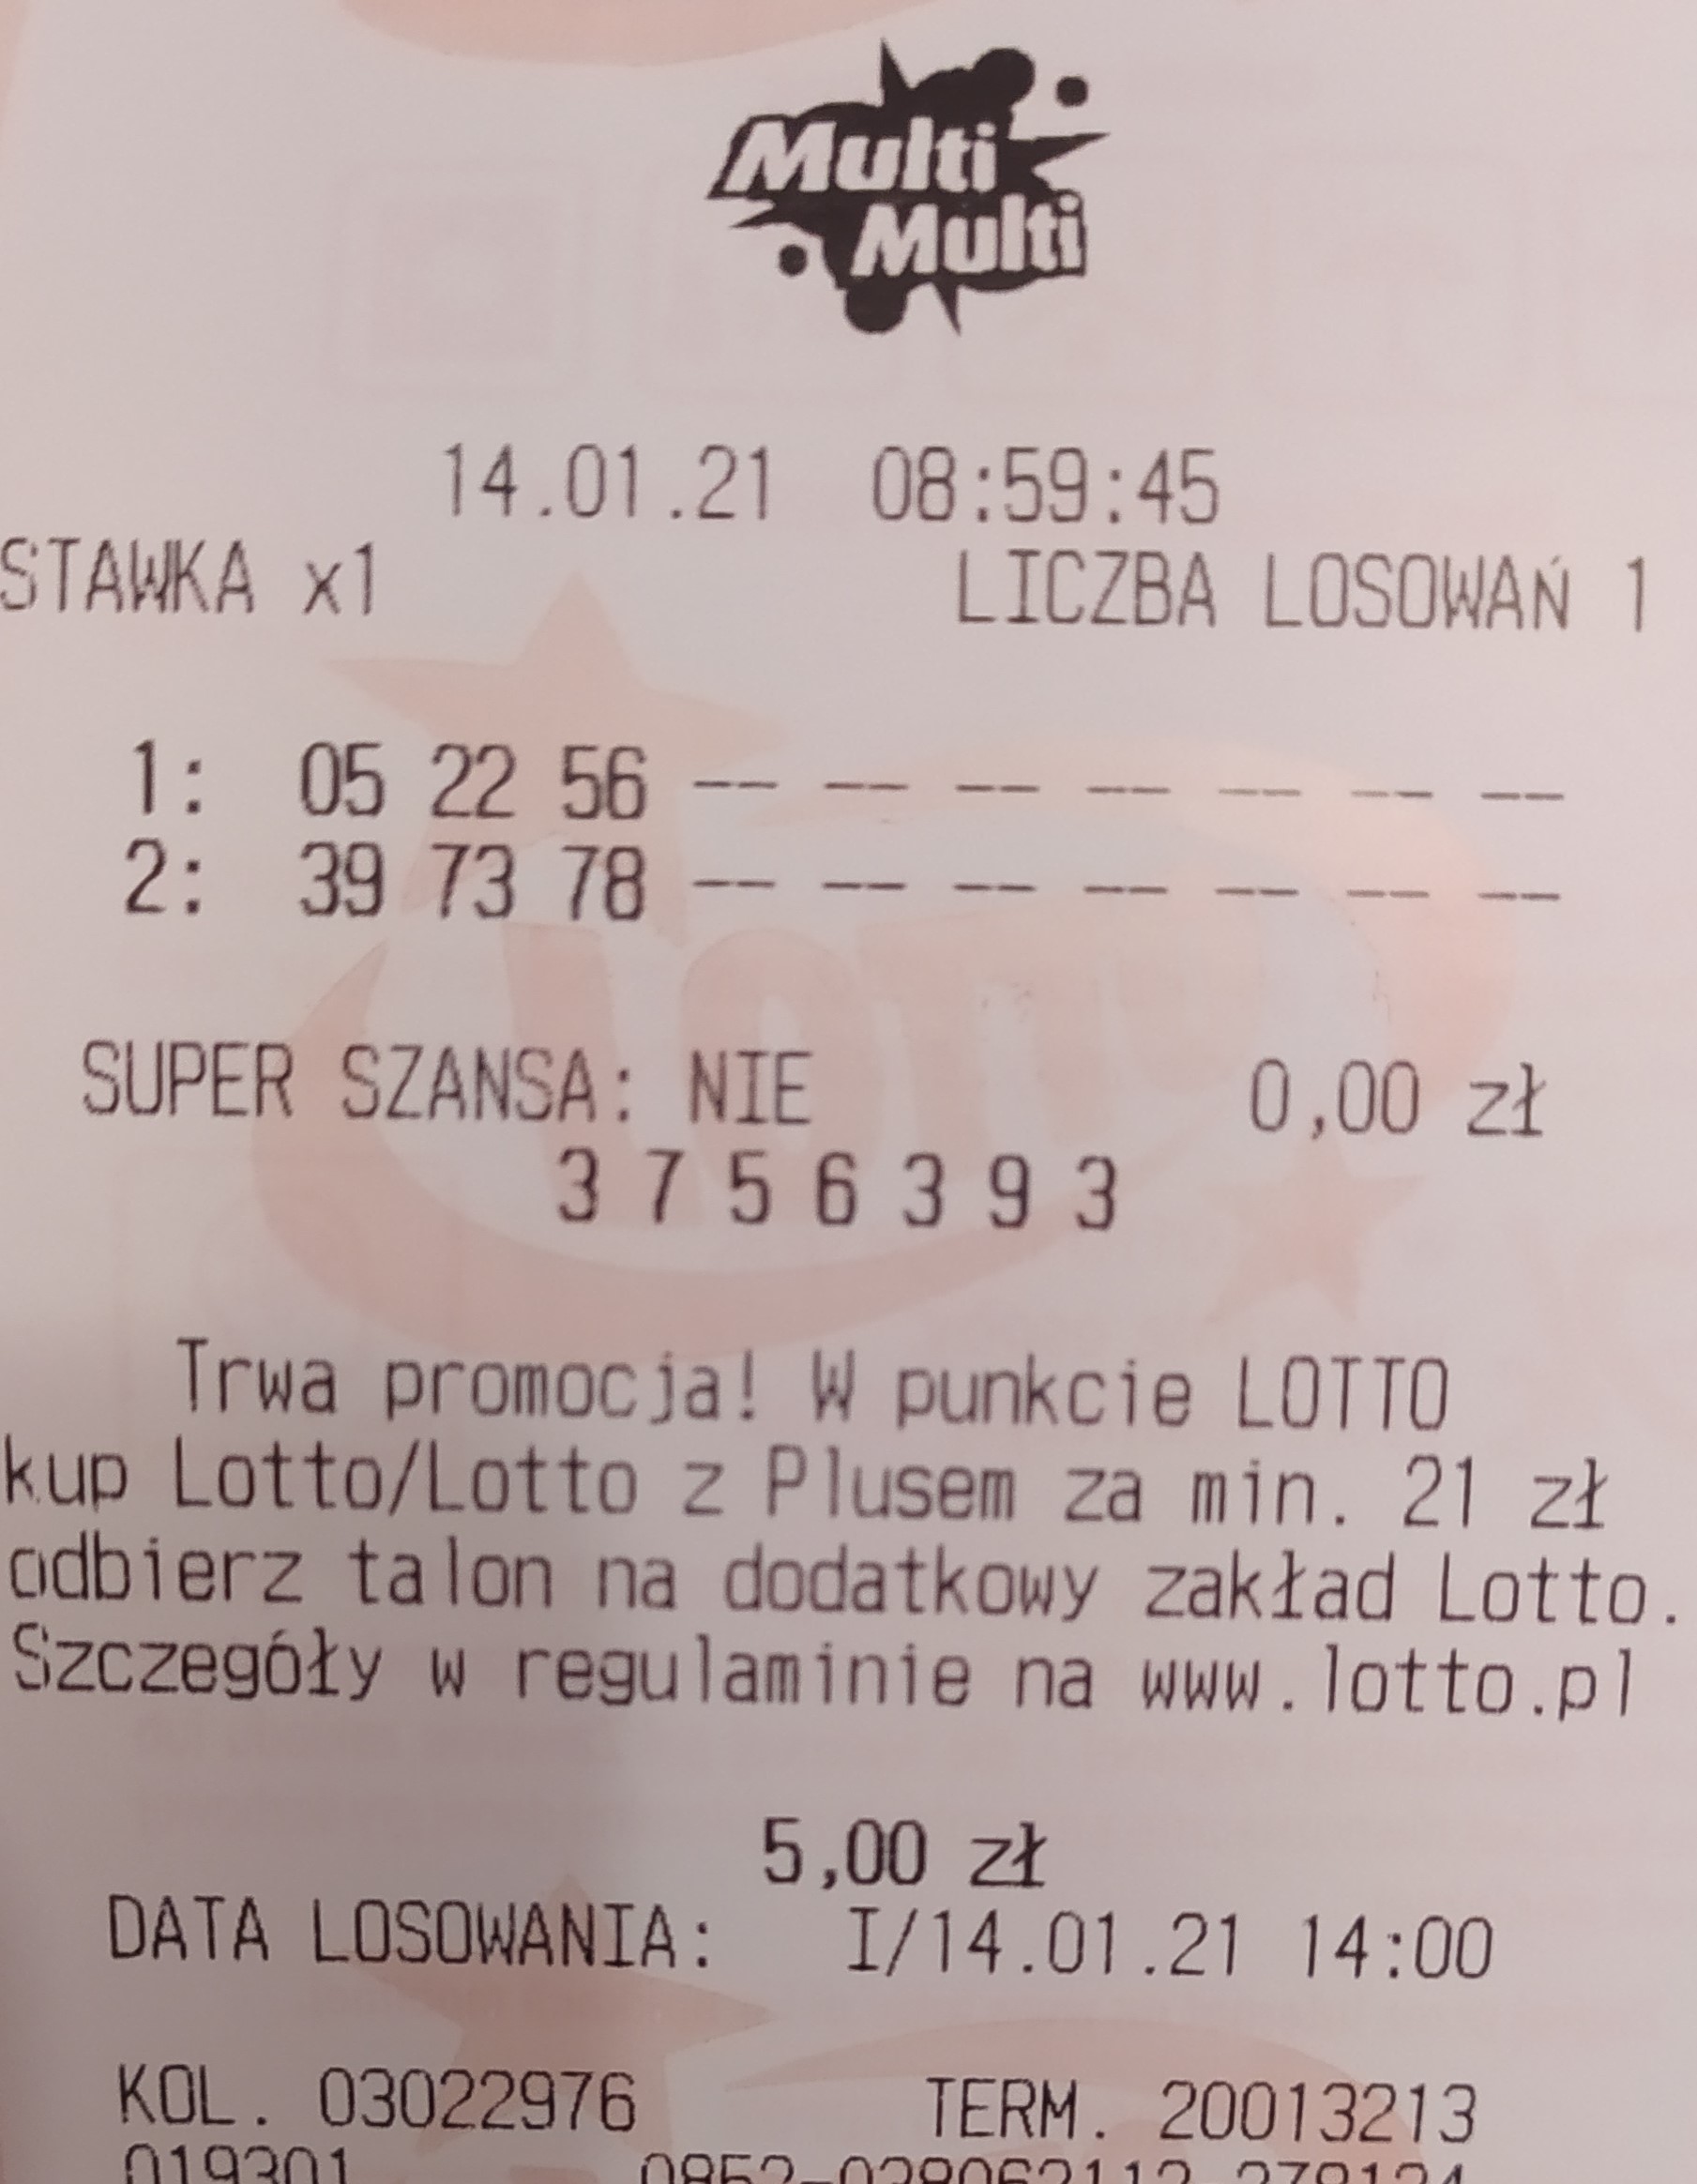 Multi
Multi
14.01.21 08:59:45
STAWKA x1 LICZBA LOSOWAŃ 1
1: 05 22 56 -- -- -- -- -- -- --
2: 39 73 78 -- -- -- -- -- -- --
LOTTO
SUPER SZANSA: NIE 0,00 zł
3 7 5 6 3 9 3
Trwa promocja! W punkcie LOTTO
kup Lotto/Lotto z Plusem za min. 21 zł
odbierz talon na dodatkowy zakład Lotto.
Szczegóły w regulaminie na www.lotto.pl
5,00 zł
DATA LOSOWANIA: I/14.01.21 14:00
KOL. 03022976 TERM. 20013213
019301